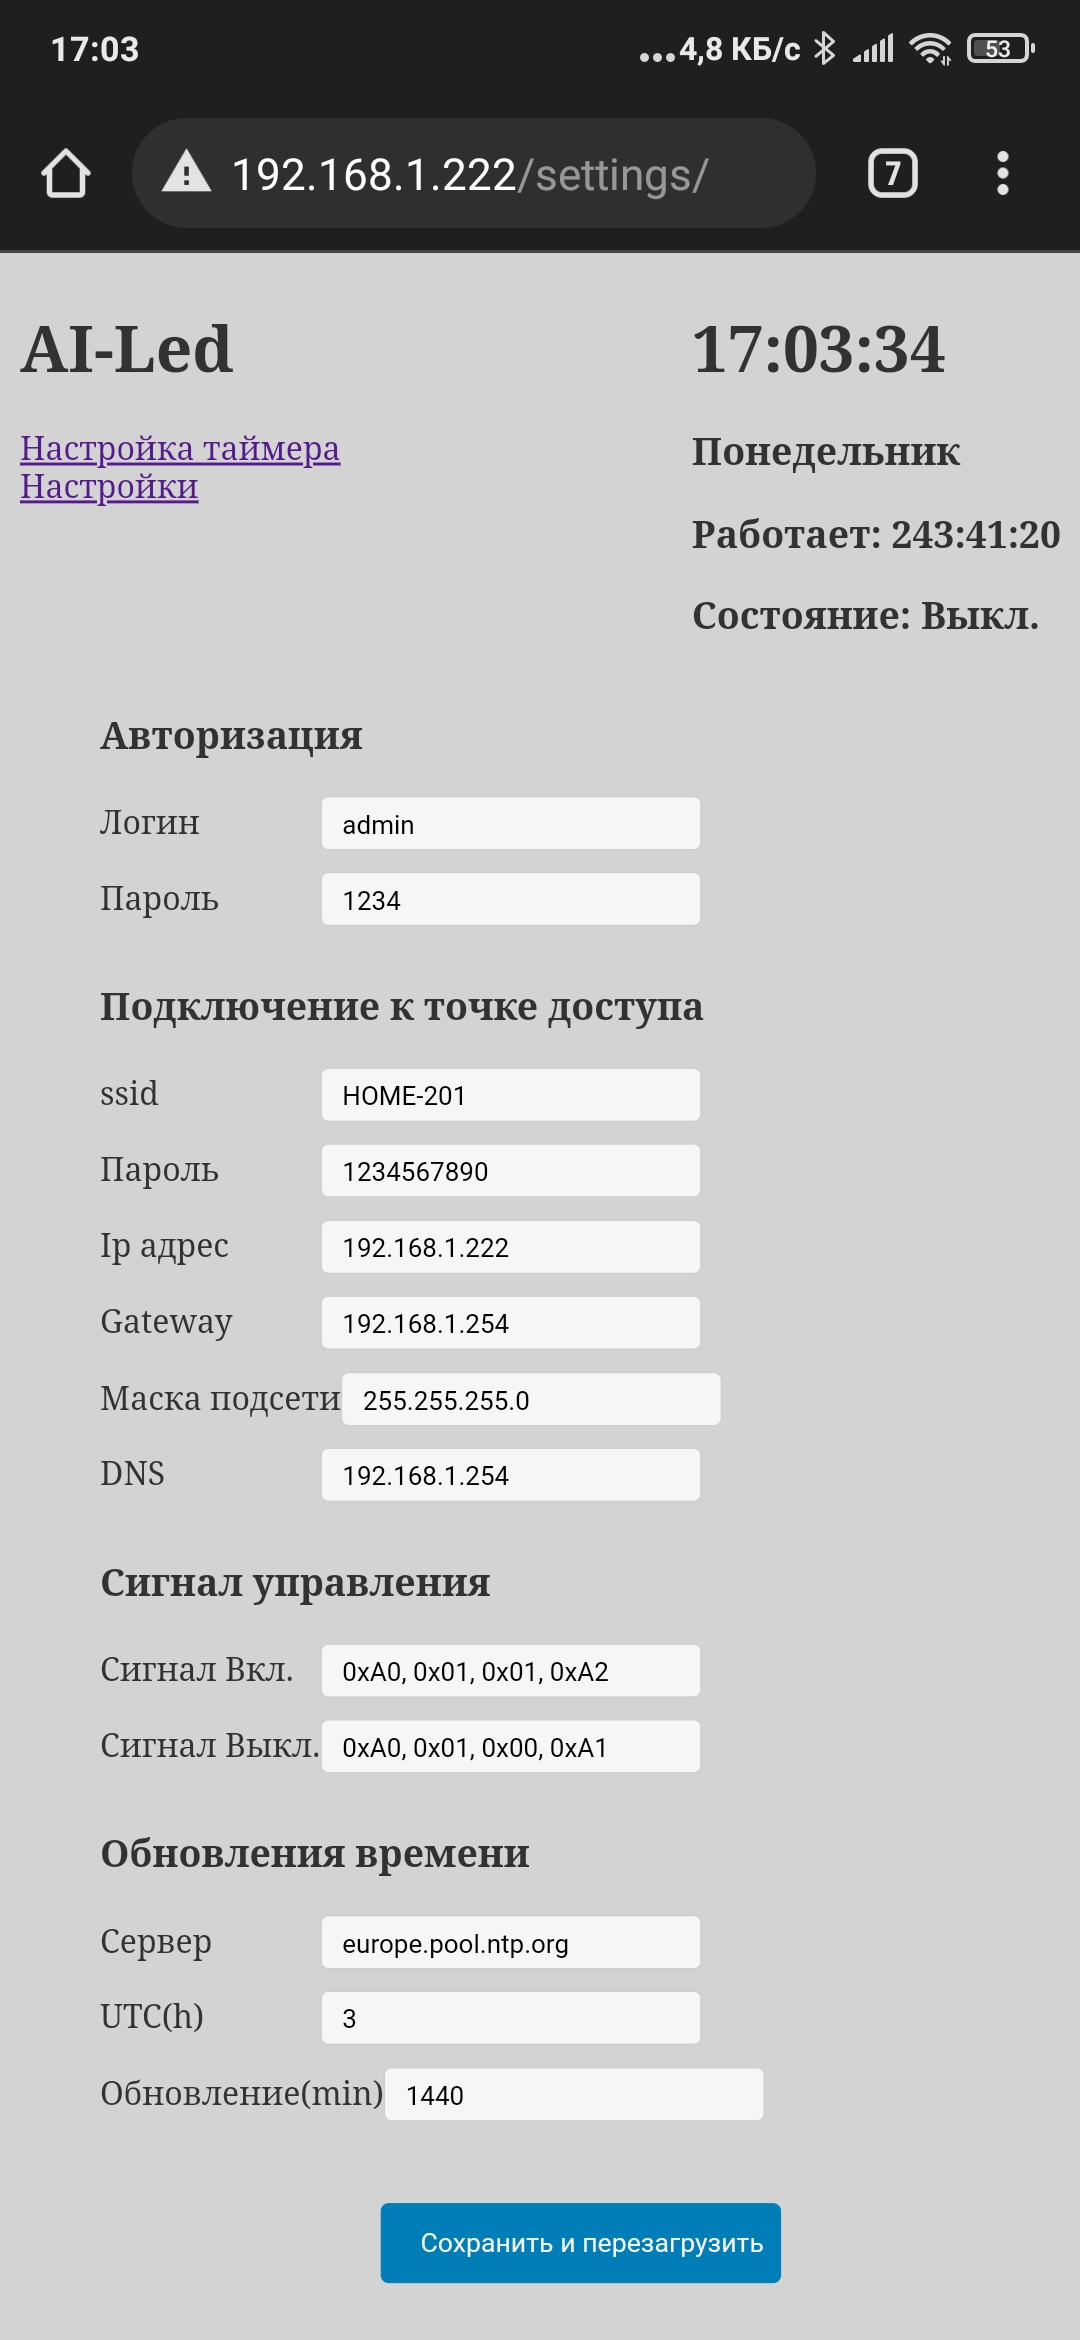 17:03
...4,8 КБ/с
53
192.168.1.222/settings/
7
AI-Led
17:03:34
Настройка таймера
Настройки
Понедельник
Работает: 243:41:20
Состояние: Выкл.
Авторизация
Логин admin
Пароль 1234
Подключение к точке доступа
ssid HOME-201
Пароль 1234567890
Ip адрес 192.168.1.222
Gateway 192.168.1.254
Маска подсети 255.255.255.0
DNS 192.168.1.254
Сигнал управления
Сигнал Вкл. 0xA0, 0x01, 0x01, 0xA2
Сигнал Выкл. 0xA0, 0x01, 0x00, 0xA1
Обновления времени
Сервер europe.pool.ntp.org
UTC(h) 3
Обновление(min) 1440
Сохранить и перезагрузить